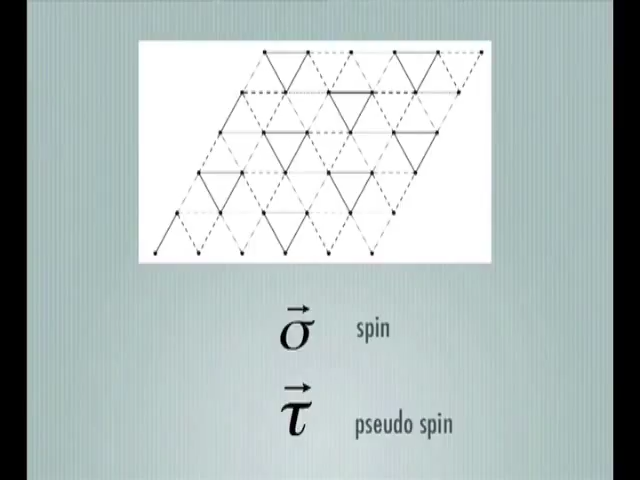 σ⃗ spin
τ⃗ pseudo spin